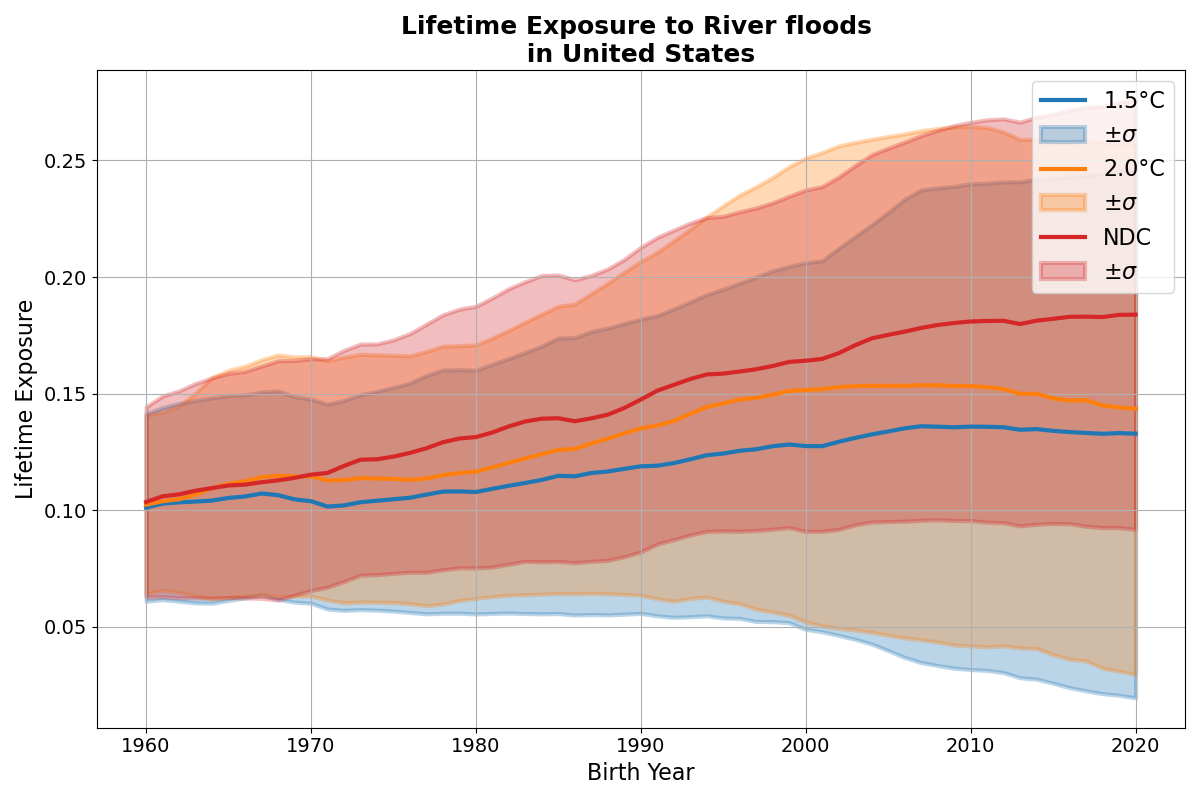 Lifetime Exposure to River floods
in United States
1.5°C
±σ
2.0°C
±σ
NDC
±σ
0.25
0.20
0.15
0.10
0.05
Lifetime Exposure
1960
1970
1980
1990
2000
2010
2020
Birth Year